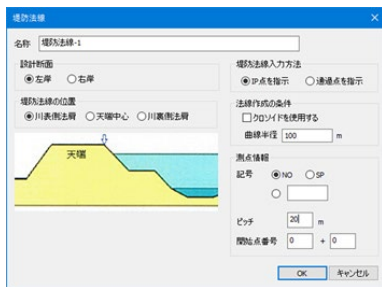 堤防法線
名称 堤防法線-1
設計断面
左岸 右岸
堤防法線の位置
川表側法肩 天端中心 川裏側法肩
天端
堤防法線入力方法
IP点を指示 通過点を指示
法線作成の条件
クロソイドを使用する
曲線半径 100 m
測点情報
記号 NO SP
ピッチ 20 m
開始点番号 0 + 0
OK キャンセル